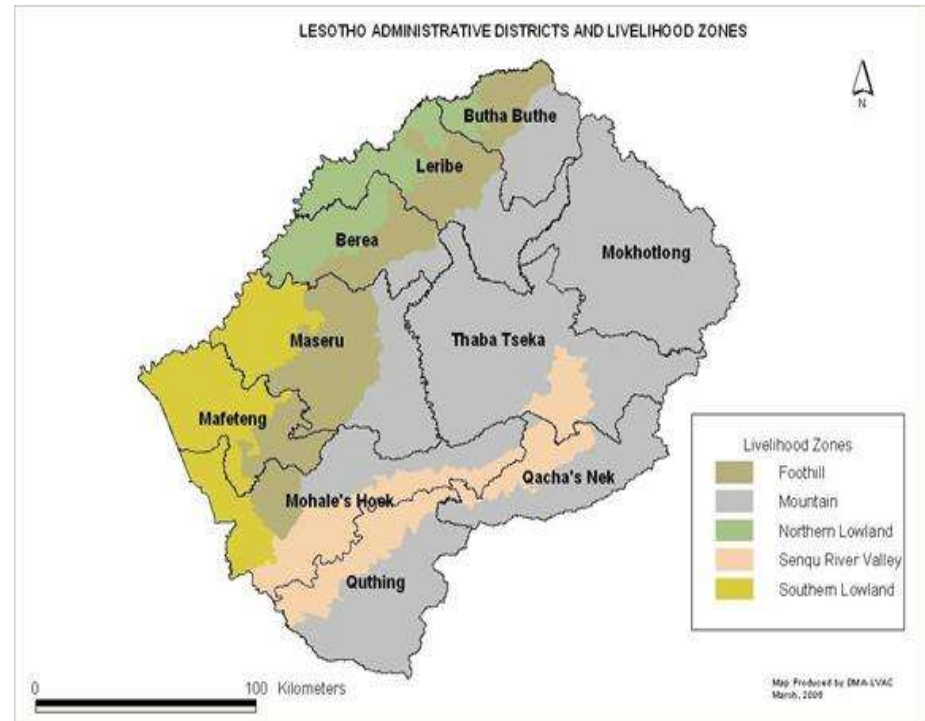 LESOTHO ADMINISTRATIVE DISTRICTS AND LIVELIHOOD ZONES
N
Butha Buthe
Leribe
Berea
Mokhotlong
Maseru
Thaba Tseka
Mafeteng
Mohale's Hoek
Qacha's Nek
Quthing
Livelihood Zones
Foothill
Mountain
Northern Lowland
Senqu River Valley
Southern Lowland
0 100 Kilometers
Map Produced by DMA-LVAC
March,